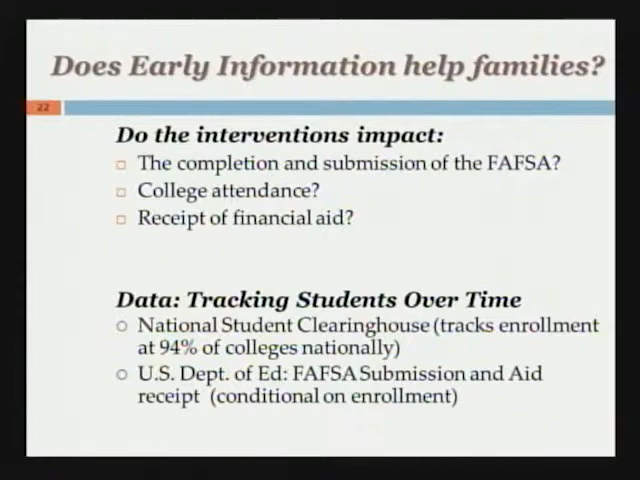 Does Early Information help families?
22
Do the interventions impact:
The completion and submission of the FAFSA?
College attendance?
Receipt of financial aid?
Data: Tracking Students Over Time
National Student Clearinghouse (tracks enrollment
at 94% of colleges nationally)
U.S. Dept. of Ed: FAFSA Submission and Aid
receipt (conditional on enrollment)